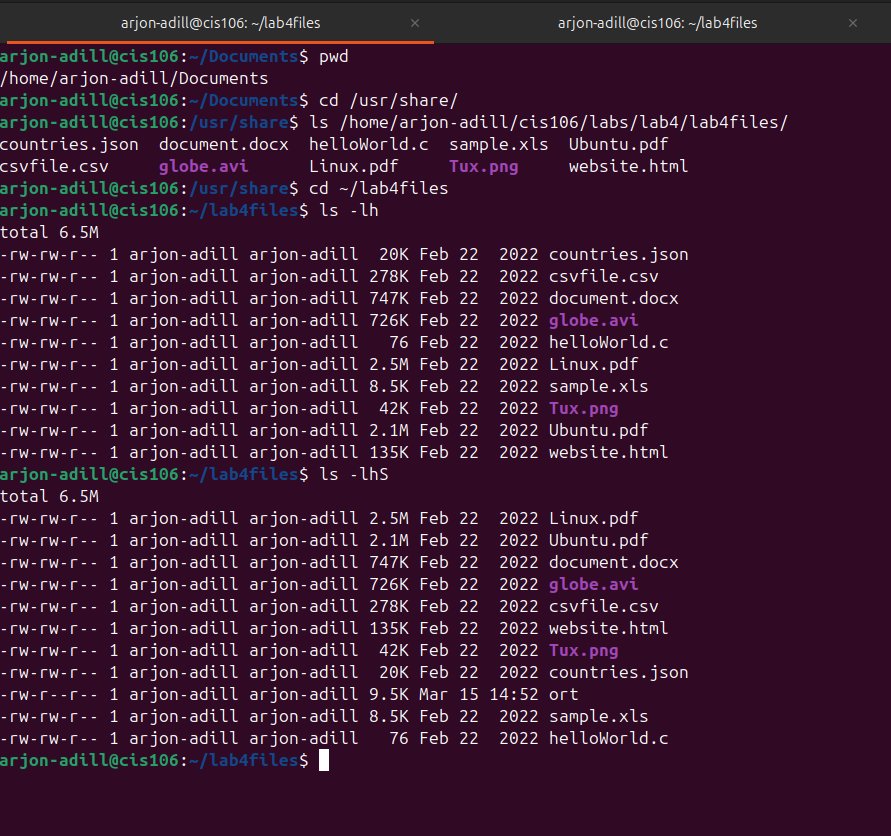 arjon-adill@cis106: ~/lab4files × arjon-adill@cis106: ~/lab4files ×
arjon-adill@cis106:~/Documents$ pwd
/home/arjon-adill/Documents
arjon-adill@cis106:~/Documents$ cd /usr/share/
arjon-adill@cis106:/usr/share$ ls /home/arjon-adill/cis106/labs/lab4/lab4files/
countries.json  document.docx  helloWorld.c  sample.xls  Ubuntu.pdf
csvfile.csv     globe.avi      Linux.pdf     Tux.png     website.html
arjon-adill@cis106:/usr/share$ cd ~/lab4files
arjon-adill@cis106:~/lab4files$ ls -lh
total 6.5M
-rw-rw-r-- 1 arjon-adill arjon-adill  20K Feb 22  2022 countries.json
-rw-rw-r-- 1 arjon-adill arjon-adill 278K Feb 22  2022 csvfile.csv
-rw-rw-r-- 1 arjon-adill arjon-adill 747K Feb 22  2022 document.docx
-rw-rw-r-- 1 arjon-adill arjon-adill 726K Feb 22  2022 globe.avi
-rw-rw-r-- 1 arjon-adill arjon-adill   76 Feb 22  2022 helloWorld.c
-rw-rw-r-- 1 arjon-adill arjon-adill 2.5M Feb 22  2022 Linux.pdf
-rw-rw-r-- 1 arjon-adill arjon-adill 8.5K Feb 22  2022 sample.xls
-rw-rw-r-- 1 arjon-adill arjon-adill  42K Feb 22  2022 Tux.png
-rw-rw-r-- 1 arjon-adill arjon-adill 2.1M Feb 22  2022 Ubuntu.pdf
-rw-rw-r-- 1 arjon-adill arjon-adill 135K Feb 22  2022 website.html
arjon-adill@cis106:~/lab4files$ ls -lhS
total 6.5M
-rw-rw-r-- 1 arjon-adill arjon-adill 2.5M Feb 22  2022 Linux.pdf
-rw-rw-r-- 1 arjon-adill arjon-adill 2.1M Feb 22  2022 Ubuntu.pdf
-rw-rw-r-- 1 arjon-adill arjon-adill 747K Feb 22  2022 document.docx
-rw-rw-r-- 1 arjon-adill arjon-adill 726K Feb 22  2022 globe.avi
-rw-rw-r-- 1 arjon-adill arjon-adill 278K Feb 22  2022 csvfile.csv
-rw-rw-r-- 1 arjon-adill arjon-adill 135K Feb 22  2022 website.html
-rw-rw-r-- 1 arjon-adill arjon-adill  42K Feb 22  2022 Tux.png
-rw-rw-r-- 1 arjon-adill arjon-adill  20K Feb 22  2022 countries.json
-rw-r--r-- 1 arjon-adill arjon-adill 9.5K Mar 15 14:52 ort
-rw-rw-r-- 1 arjon-adill arjon-adill 8.5K Feb 22  2022 sample.xls
-rw-rw-r-- 1 arjon-adill arjon-adill   76 Feb 22  2022 helloWorld.c
arjon-adill@cis106:~/lab4files$